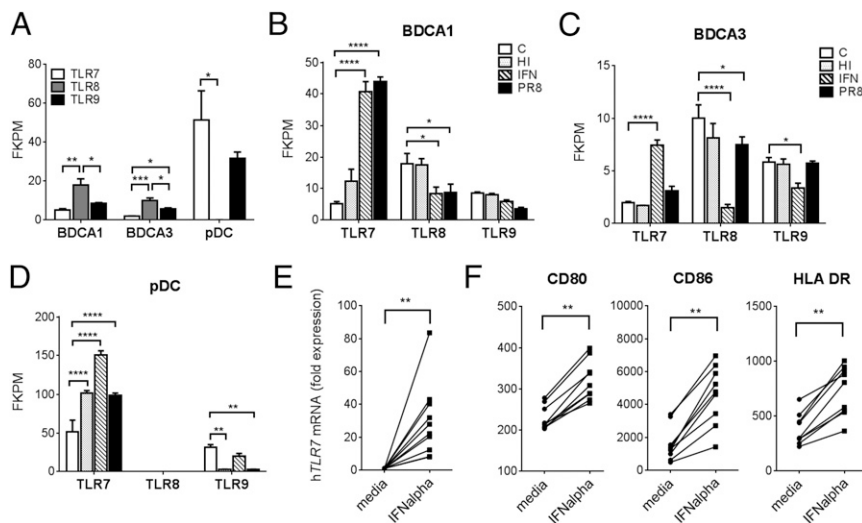 A
FKPM
80
60
40
20
0
TLR7
TLR8
TLR9
** * *** * * *
BDCA1 BDCA3 pDC
B
BDCA1
FKPM
50
40
30
20
10
0
C
HI
IFN
PR8
****
****
*
*
TLR7 TLR8 TLR9
C
BDCA3
FKPM
15
10
5
0
C
HI
IFN
PR8
****
*
****
*
TLR7 TLR8 TLR9
D
pDC
FKPM
200
150
100
50
0
****
****
****
**
**
TLR7 TLR8 TLR9
E
hTLR7 mRNA (fold expression)
100
80
60
40
20
0
**
media IFNalpha
F
CD80
500
400
300
200
100
**
media IFNalpha
CD86
10000
8000
6000
4000
2000
0
**
media IFNalpha
HLA DR
1500
1000
500
0
**
media IFNalpha